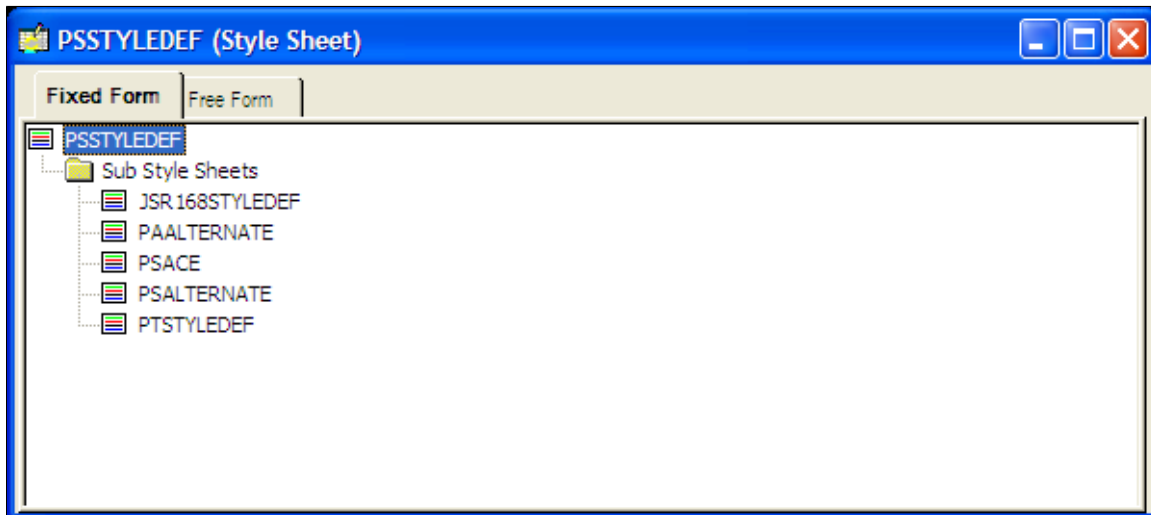 PSSTYLEDEF (Style Sheet)
Fixed Form Free Form
PSSTYLEDEF
Sub Style Sheets
JSR168STYLEDEF
PAALTERNATE
PSACE
PSALTERNATE
PTSTYLEDEF